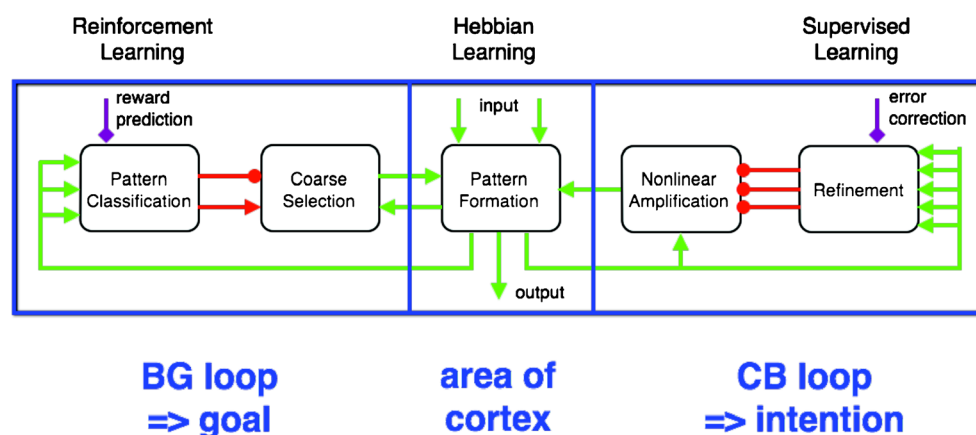 Reinforcement
Learning
Hebbian
Learning
Supervised
Learning
reward
prediction
input
error
correction
Pattern
Classification
Coarse
Selection
Pattern
Formation
Nonlinear
Amplification
Refinement
output
BG loop
=> goal
area of
cortex
CB loop
=> intention